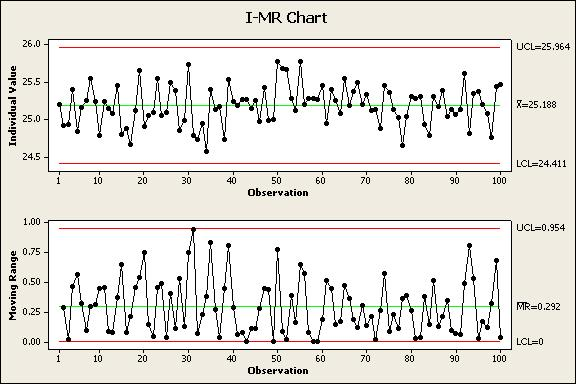 I-MR Chart
26.0
25.5
25.0
24.5
Individual Value
UCL=25.964
X̄=25.188
LCL=24.411
1 10 20 30 40 50 60 70 80 90 100
Observation
1.00
0.75
0.50
0.25
0.00
Moving Range
UCL=0.954
M̅R̅=0.292
LCL=0
1 10 20 30 40 50 60 70 80 90 100
Observation